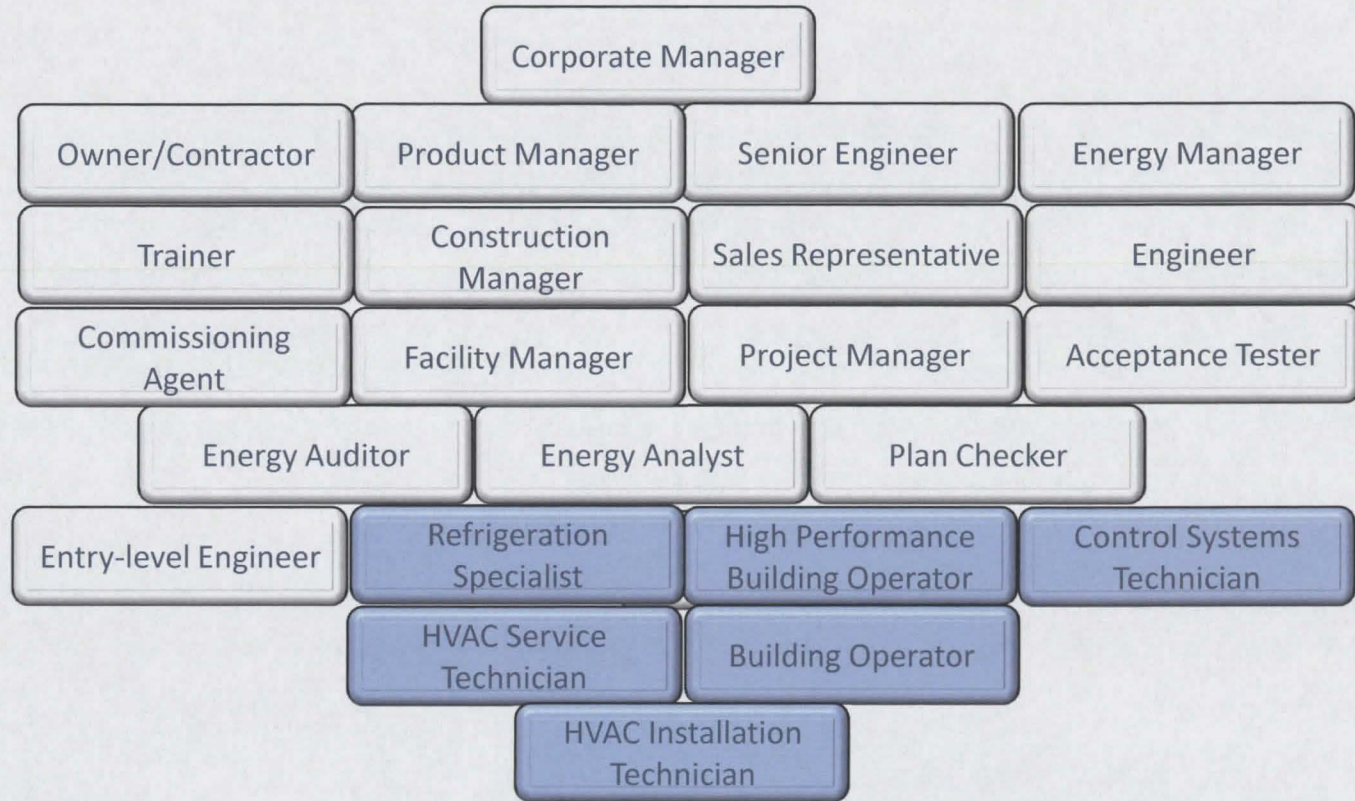 Corporate Manager
Owner/Contractor
Product Manager
Senior Engineer
Energy Manager
Trainer
Construction
Manager
Sales Representative
Engineer
Commissioning
Agent
Facility Manager
Project Manager
Acceptance Tester
Energy Auditor
Energy Analyst
Plan Checker
Entry-level Engineer
Refrigeration
Specialist
High Performance
Building Operator
Control Systems
Technician
HVAC Service
Technician
Building Operator
HVAC Installation
Technician